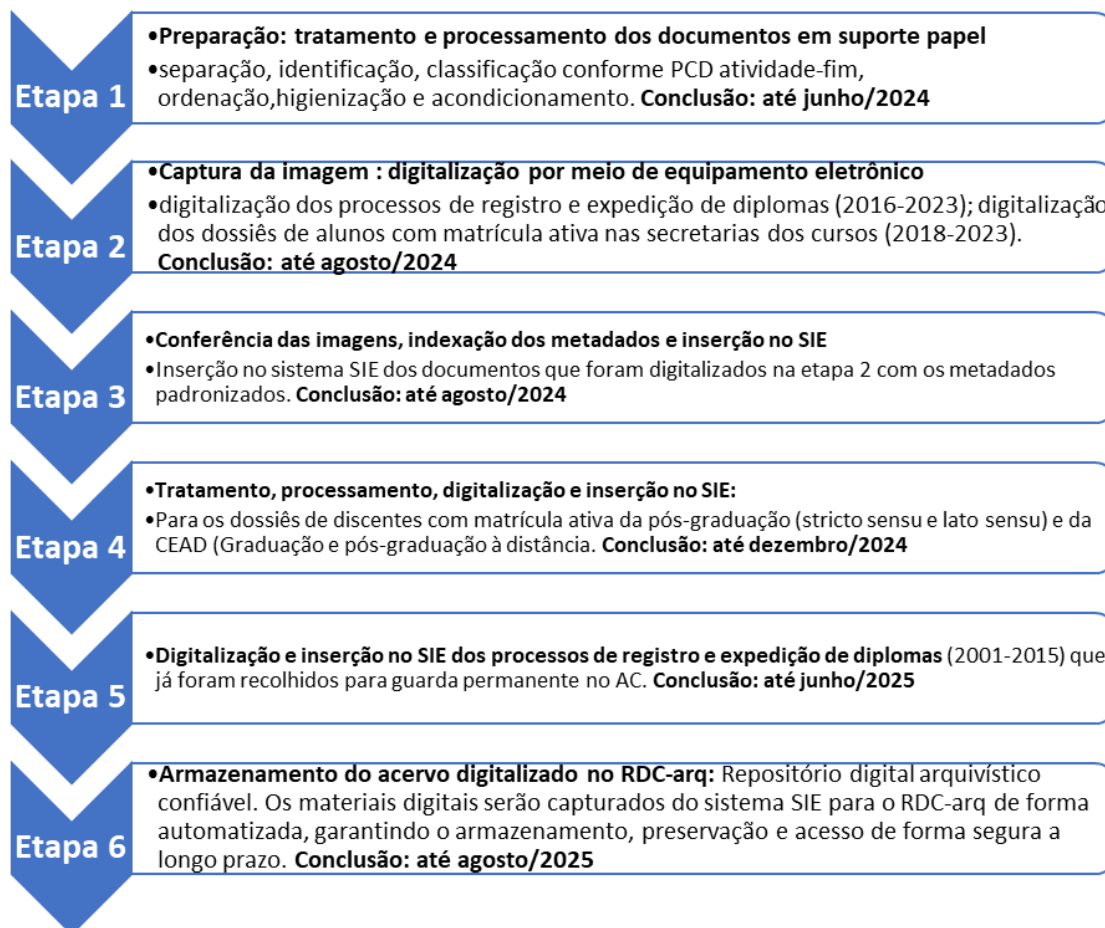 Etapa 1
•Preparação: tratamento e processamento dos documentos em suporte papel
•separação, identificação, classificação conforme PCD atividade-fim,
ordenação,higienização e acondicionamento. Conclusão: até junho/2024
Etapa 2
•Captura da imagem : digitalização por meio de equipamento eletrônico
•digitalização dos processos de registro e expedição de diplomas (2016-2023); digitalização
dos dossiês de alunos com matrícula ativa nas secretarias dos cursos (2018-2023).
Conclusão: até agosto/2024
Etapa 3
•Conferência das imagens, indexação dos metadados e inserção no SIE
•Inserção no sistema SIE dos documentos que foram digitalizados na etapa 2 com os metadados
padronizados. Conclusão: até agosto/2024
Etapa 4
•Tratamento, processamento, digitalização e inserção no SIE:
•Para os dossiês de discentes com matrícula ativa da pós-graduação (stricto sensu e lato sensu) e da
CEAD (Graduação e pós-graduação à distância. Conclusão: até dezembro/2024
Etapa 5
•Digitalização e inserção no SIE dos processos de registro e expedição de diplomas (2001-2015) que
já foram recolhidos para guarda permanente no AC. Conclusão: até junho/2025
Etapa 6
•Armazenamento do acervo digitalizado no RDC-arq: Repositório digital arquivístico
confiável. Os materiais digitais serão capturados do sistema SIE para o RDC-arq de forma
automatizada, garantindo o armazenamento, preservação e acesso de forma segura a
longo prazo. Conclusão: até agosto/2025